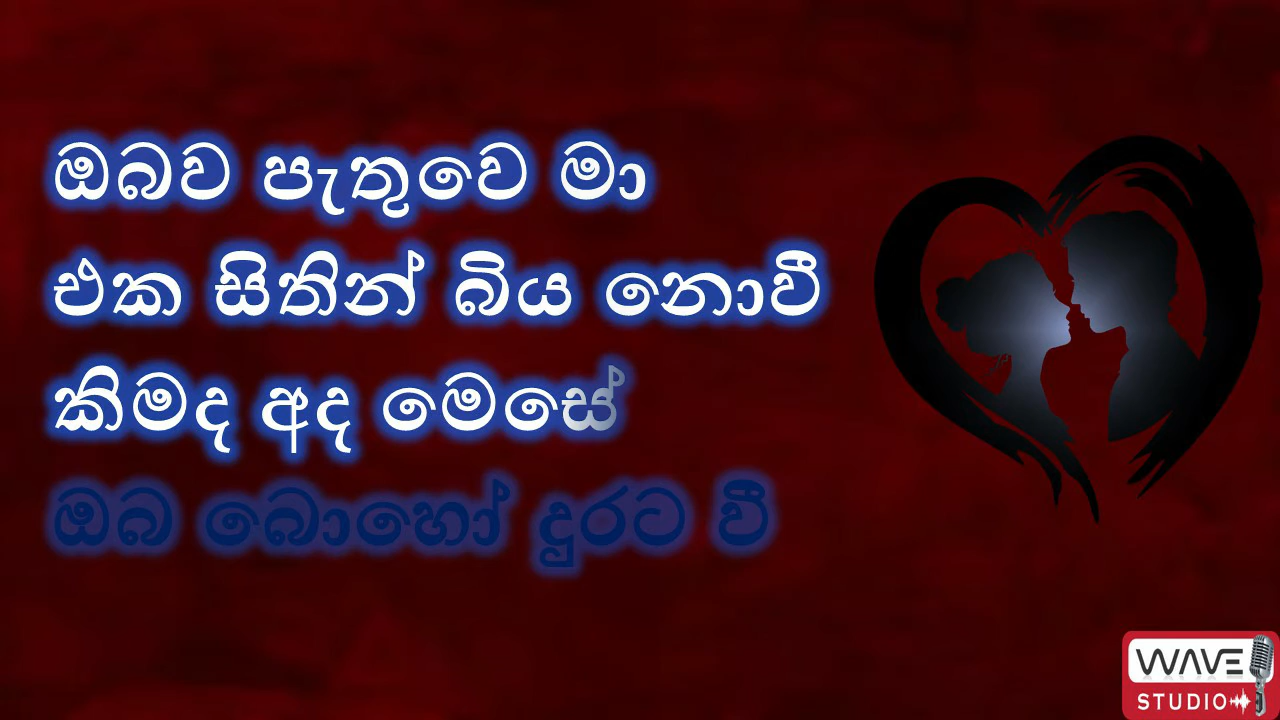 ඔබව පැතුවෙ මා
එක සිතින් බිය නොවී
කිමද අද මෙසේ
ඔබ බොහෝ දුරට වී
WAVE
STUDIO